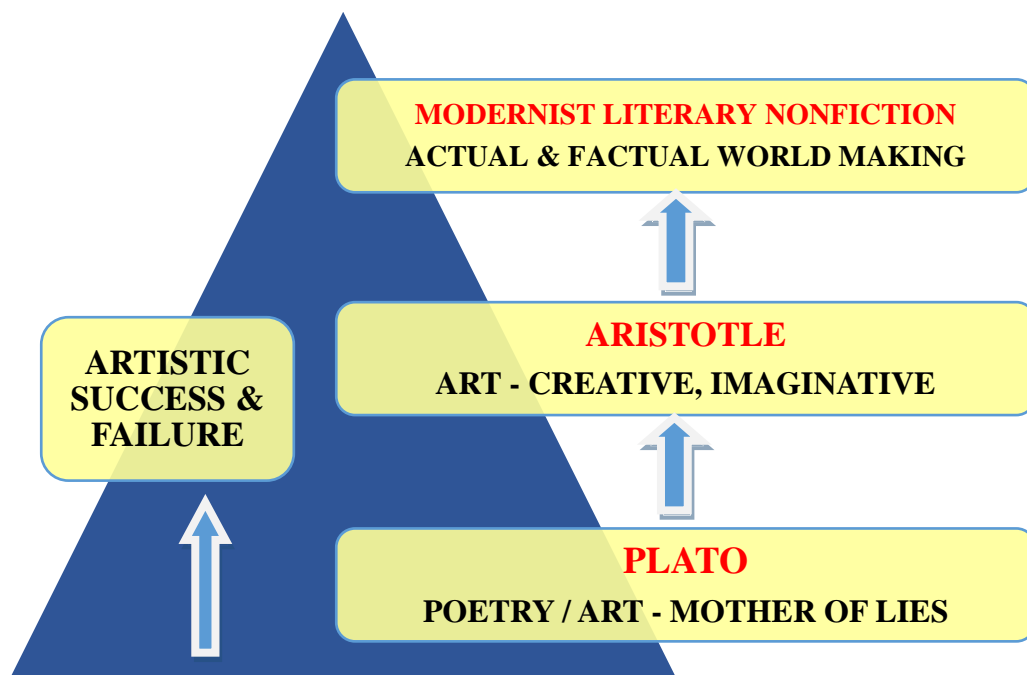 MODERNIST LITERARY NONFICTION
ACTUAL & FACTUAL WORLD MAKING
ARISTOTLE
ART - CREATIVE, IMAGINATIVE
ARTISTIC
SUCCESS &
FAILURE
PLATO
POETRY / ART - MOTHER OF LIES